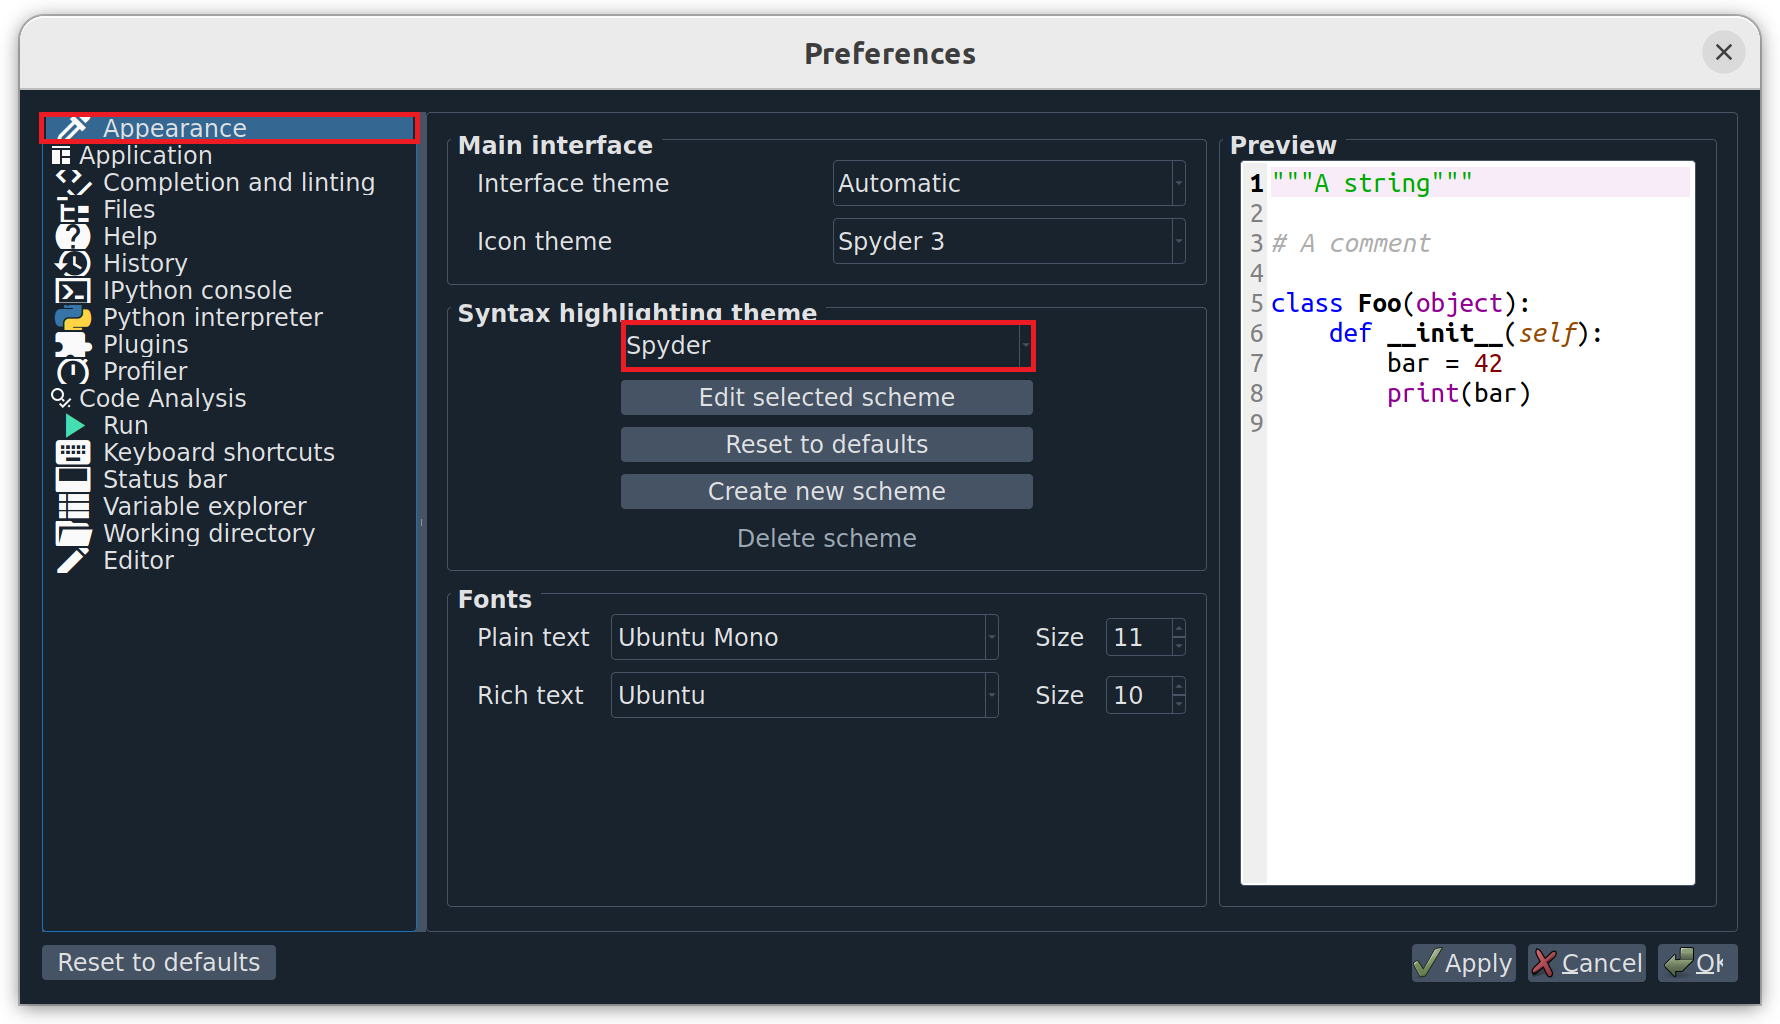 Preferences
Appearance
Application
Completion and linting
Files
Help
History
IPython console
Python interpreter
Plugins
Profiler
Code Analysis
Run
Keyboard shortcuts
Status bar
Variable explorer
Working directory
Editor
Main interface
Interface theme Automatic
Icon theme Spyder 3
Syntax highlighting theme
Spyder
Edit selected scheme
Reset to defaults
Create new scheme
Delete scheme
Fonts
Plain text Ubuntu Mono Size 11
Rich text Ubuntu Size 10
Preview
1 """A string"""
2
3 # A comment
4
5 class Foo(object):
6     def __init__(self):
7         bar = 42
8         print(bar)
9
Reset to defaults
Apply Cancel OK